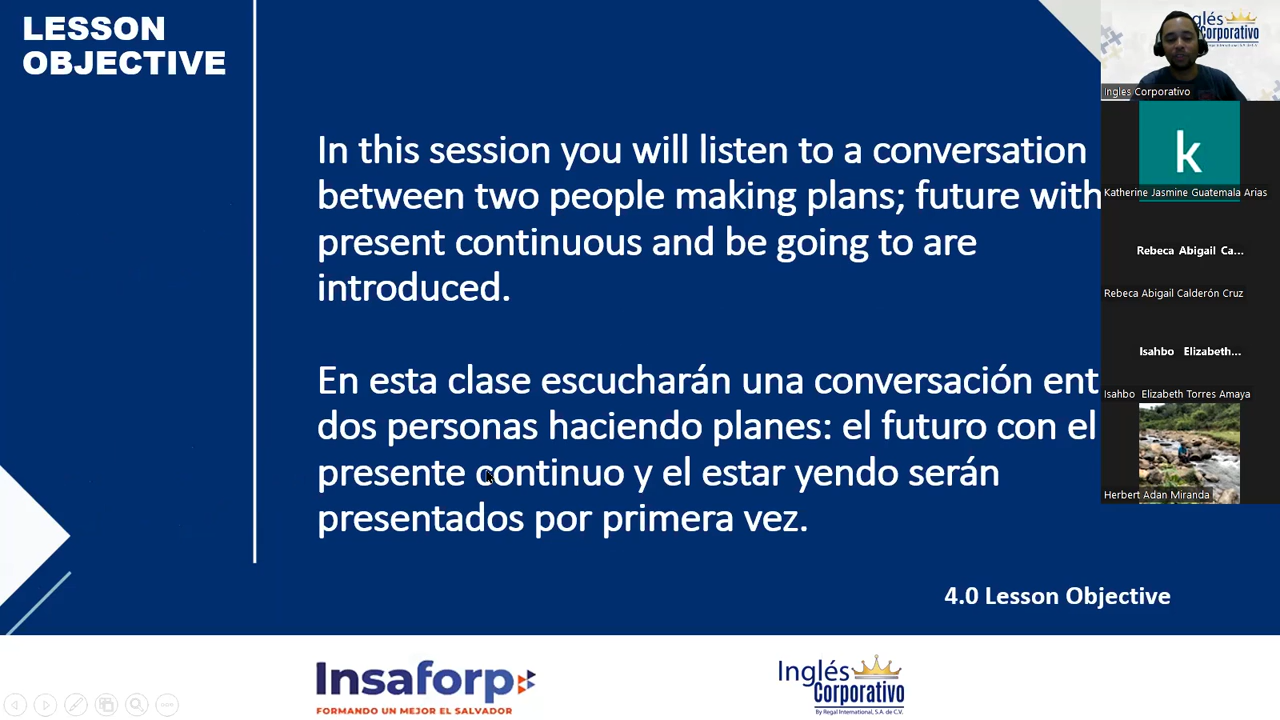 LESSON
OBJECTIVE
In this session you will listen to a conversation
between two people making plans; future with
present continuous and be going to are
introduced.
En esta clase escucharán una conversación ent
dos personas haciendo planes: el futuro con el
presente continuo y el estar yendo serán
presentados por primera vez.
4.0 Lesson Objective
Insaforp
FORMANDO UN MEJOR EL SALVADOR
Inglés
Corporativo
By Regal International, S.A. de C.V.
glés
Corporativo
Ingles Corporativo
k
Katherine Jasmine Guatemala Arias
Rebeca Abigail Ca...
Rebeca Abigail Calderón Cruz
Isahbo Elizabeth...
Isahbo Elizabeth Torres Amaya
Herbert Adan Miranda